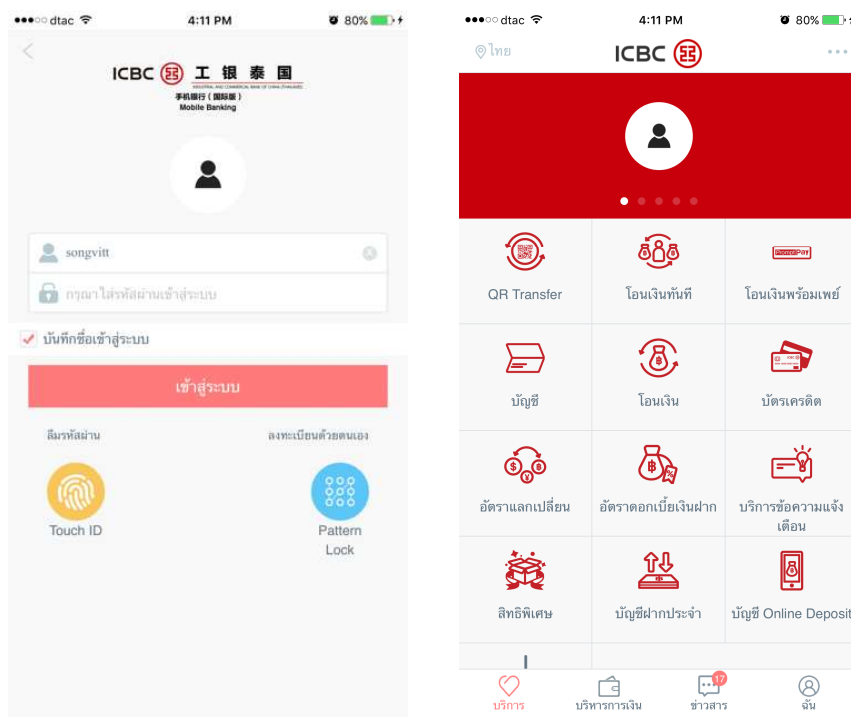 dtac 4:11 PM 80%
ICBC 工银泰国
手机银行（国际版）
Mobile Banking
songvitt
กรุณาใส่รหัสผ่านเข้าสู่ระบบ
บันทึกชื่อเข้าสู่ระบบ
เข้าสู่ระบบ
ลืมรหัสผ่าน ลงทะเบียนด้วยตนเอง
Touch ID Pattern
Lock
dtac 4:11 PM 80%
ไทย ICBC
QR Transfer โอนเงินทันที โอนเงินพร้อมเพย์
บัญชี โอนเงิน บัตรเครดิต
อัตราแลกเปลี่ยน อัตราดอกเบี้ยเงินฝาก บริการข้อความแจ้ง
เตือน
สิทธิพิเศษ บัญชีฝากประจำ บัญชี Online Deposit
17
บริการ บริหารการเงิน ข่าวสาร ฉัน